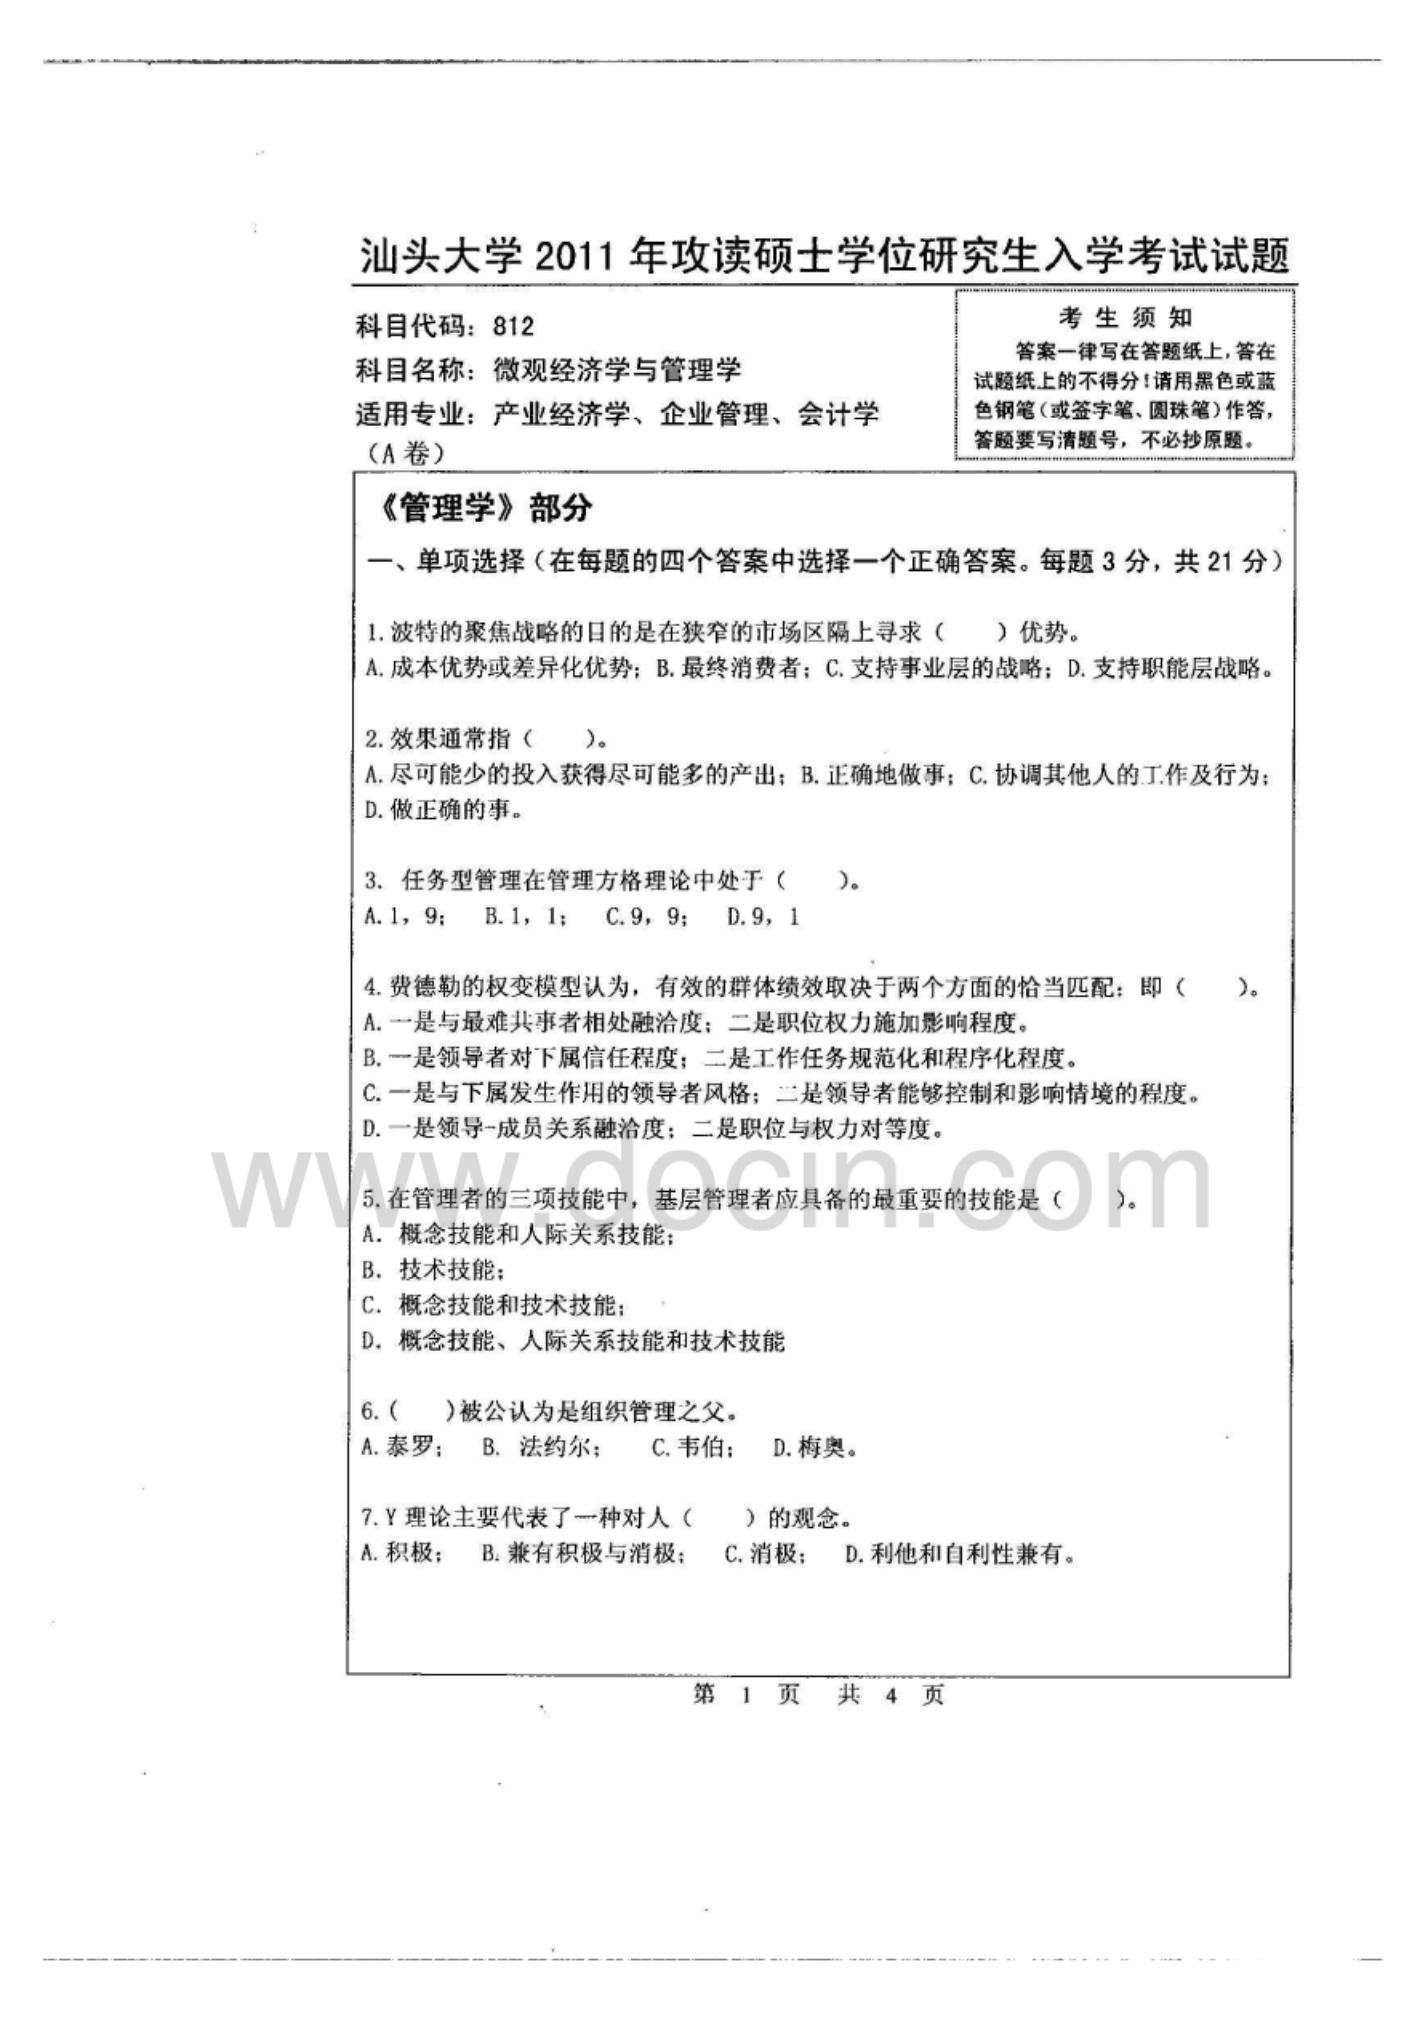 汕头大学 2011 年攻读硕士学位研究生入学考试试题
科目代码：812
科目名称：微观经济学与管理学
适用专业：产业经济学、企业管理、会计学
（A 卷）
考 生 须 知
答案一律写在答题纸上，答在
试题纸上的不得分！请用黑色或蓝
色钢笔（或签字笔、圆珠笔）作答，
答题要写清题号，不必抄原题。
《管理学》部分
一、单项选择（在每题的四个答案中选择一个正确答案。每题 3 分，共 21 分）
1. 波特的聚焦战略的目的是在狭窄的市场区隔上寻求（　　）优势。
A. 成本优势或差异化优势；B. 最终消费者；C. 支持事业层的战略；D. 支持职能层战略。
2. 效果通常指（　　）。
A. 尽可能少的投入获得尽可能多的产出；B. 正确地做事；C. 协调其他人的工作及行为；
D. 做正确的事。
3. 任务型管理在管理方格理论中处于（　　）。
A. 1，9；　B. 1，1；　C. 9，9；　D. 9，1
4. 费德勒的权变模型认为，有效的群体绩效取决于两个方面的恰当匹配：即（　　）。
A. 一是与最难共事者相处融洽度；二是职位权力施加影响程度。
B. 一是领导者对下属信任程度；二是工作任务规范化和程序化程度。
C. 一是与下属发生作用的领导者风格；二是领导者能够控制和影响情境的程度。
D. 一是领导-成员关系融洽度；二是职位与权力对等度。
www.docin.com
5. 在管理者的三项技能中，基层管理者应具备的最重要的技能是（　　）。
A. 概念技能和人际关系技能；
B. 技术技能；
C. 概念技能和技术技能；
D. 概念技能、人际关系技能和技术技能
6.（　　）被公认为是组织管理之父。
A. 泰罗；　B. 法约尔；　C. 韦伯；　D. 梅奥。
7. Y 理论主要代表了一种对人（　　）的观念。
A. 积极；　B. 兼有积极与消极；　C. 消极；　D. 利他和自利性兼有。
第 1 页 共 4 页